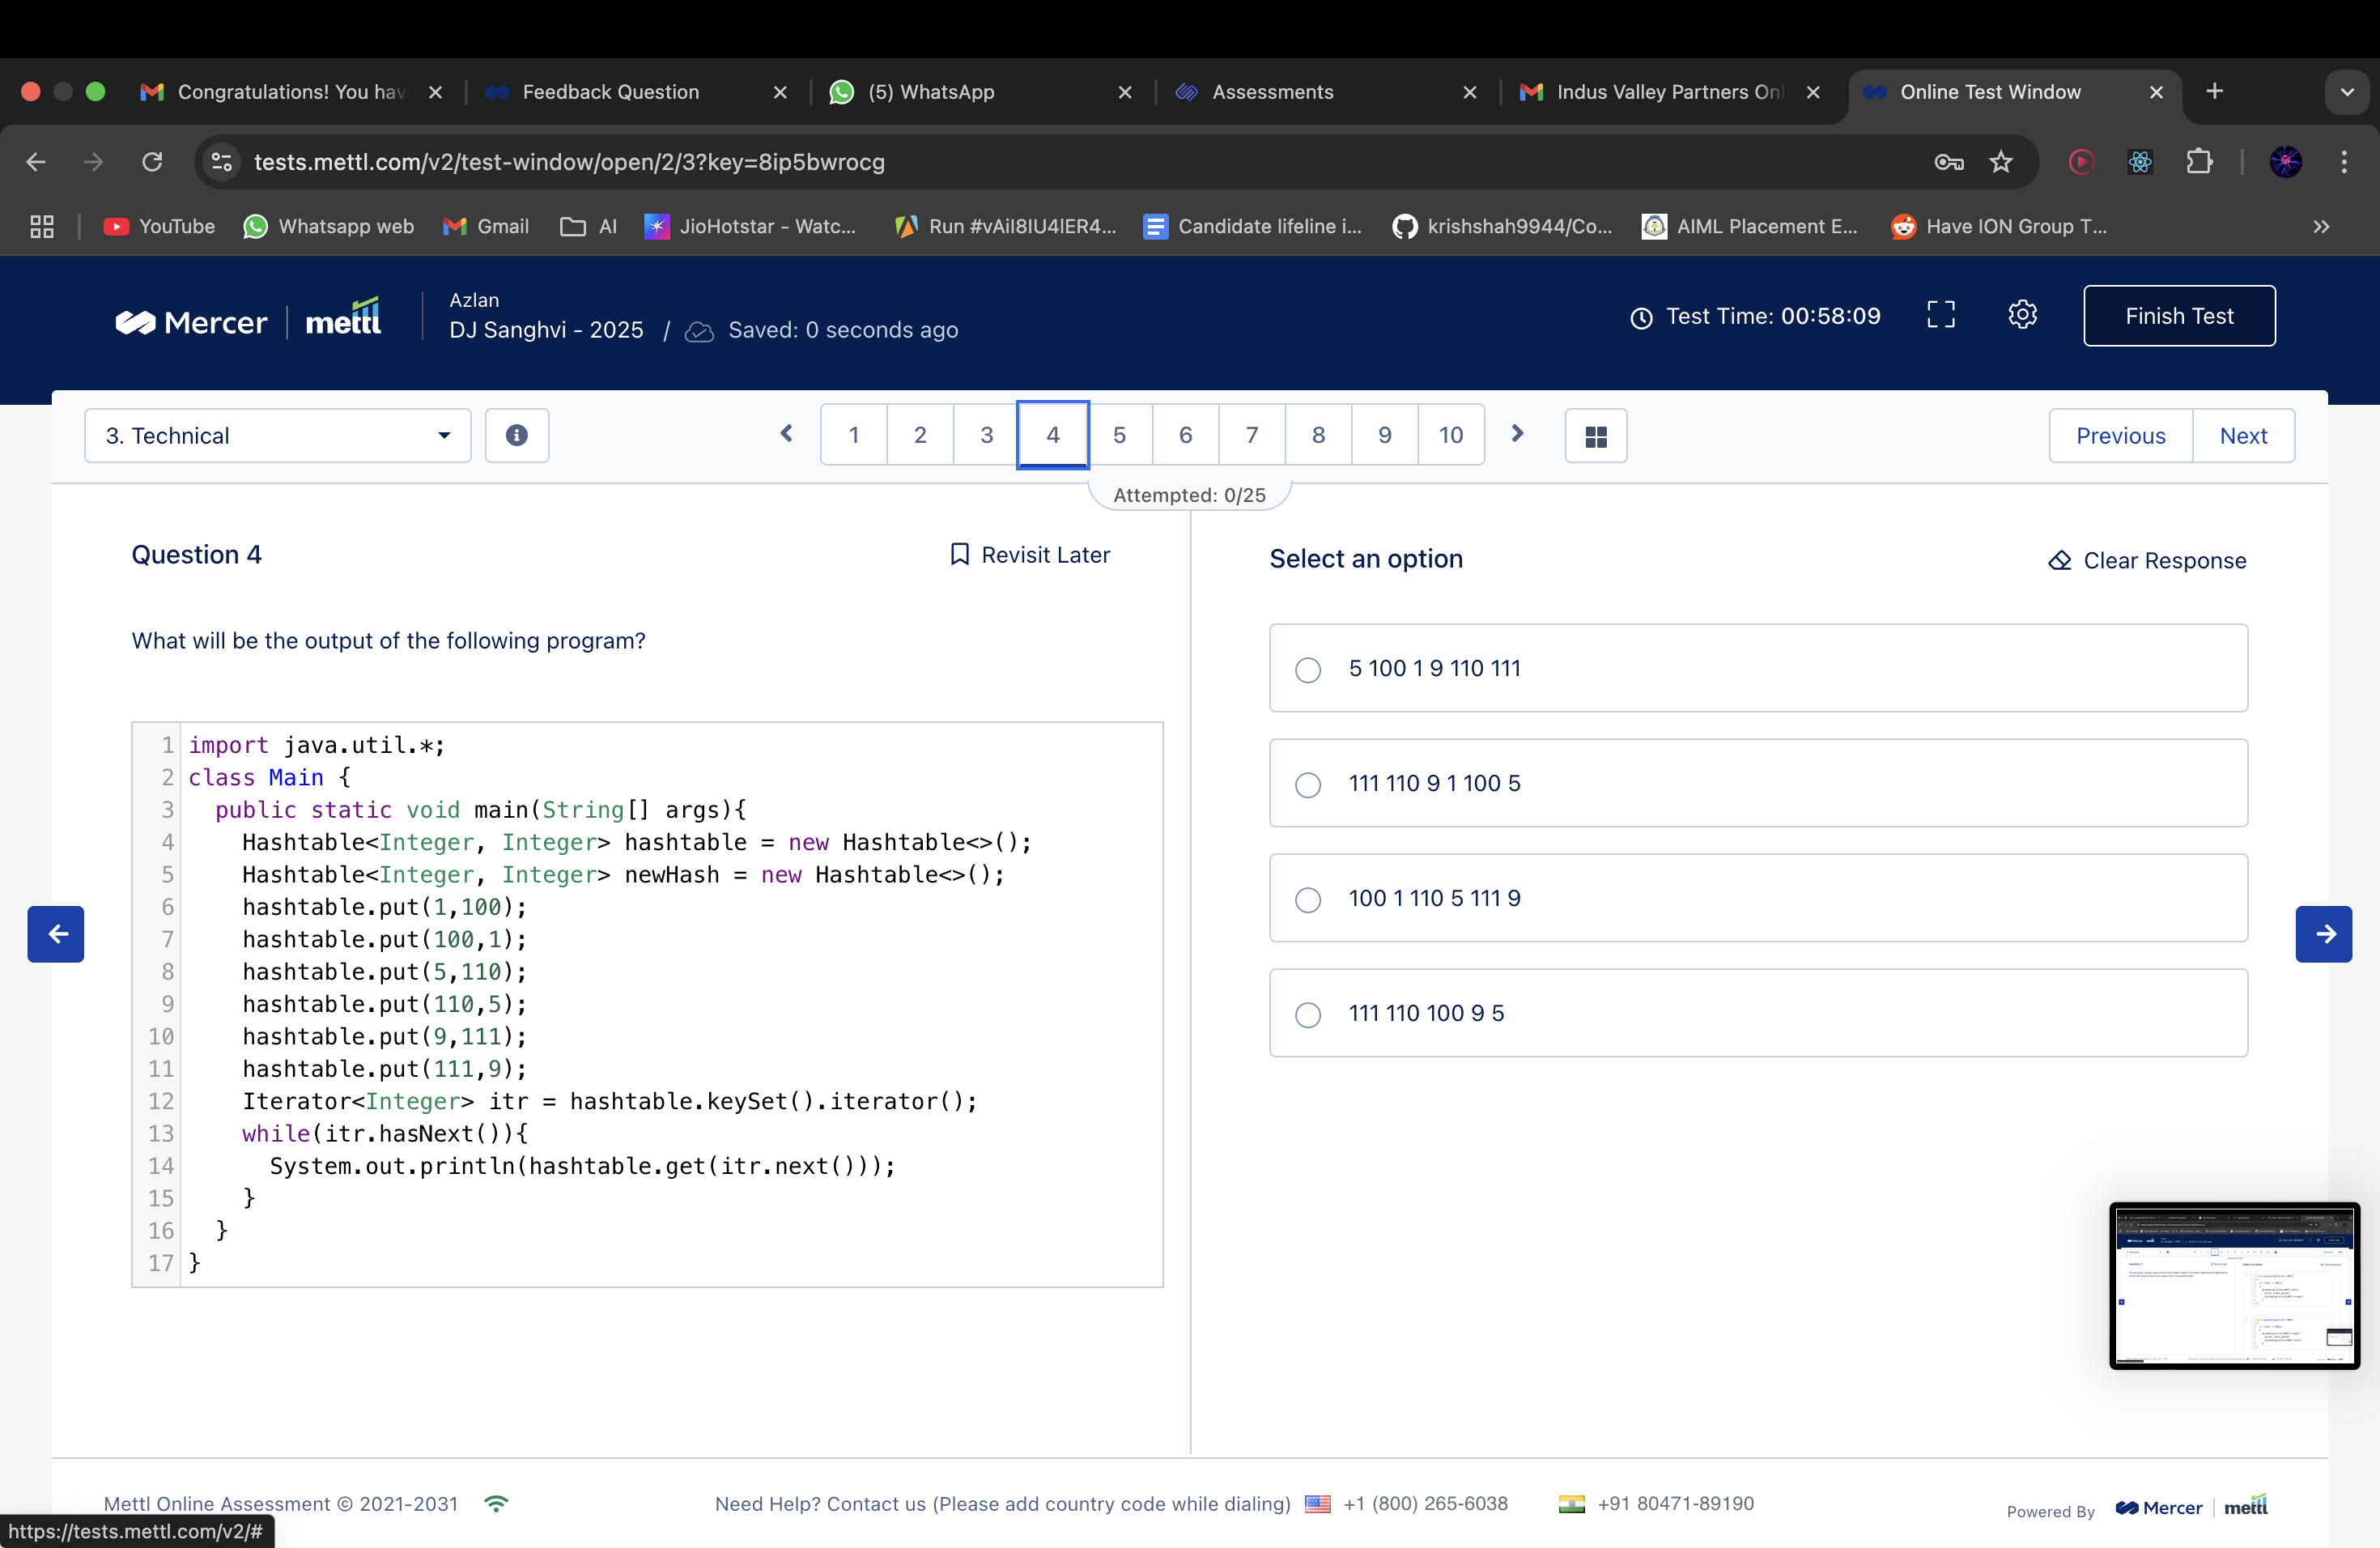 Congratulations! You hav
Feedback Question
(5) WhatsApp
Assessments
Indus Valley Partners Onl
Online Test Window
tests.mettl.com/v2/test-window/open/2/3?key=8ip5bwrocg
YouTube
Whatsapp web
Gmail
AI
JioHotstar - Watc...
Run #vAil8IU4lER4...
Candidate lifeline i...
krishshah9944/Co...
AIML Placement E...
Have ION Group T...
Mercer mettl
Azlan
DJ Sanghvi - 2025 / Saved: 0 seconds ago
Test Time: 00:58:09
Finish Test
3. Technical
1 2 3 4 5 6 7 8 9 10
Previous Next
Attempted: 0/25
Question 4
Revisit Later
What will be the output of the following program?
1 import java.util.*;
2 class Main {
3 public static void main(String[] args){
4 Hashtable<Integer, Integer> hashtable = new Hashtable<>();
5 Hashtable<Integer, Integer> newHash = new Hashtable<>();
6 hashtable.put(1,100);
7 hashtable.put(100,1);
8 hashtable.put(5,110);
9 hashtable.put(110,5);
10 hashtable.put(9,111);
11 hashtable.put(111,9);
12 Iterator<Integer> itr = hashtable.keySet().iterator();
13 while(itr.hasNext()){
14 System.out.println(hashtable.get(itr.next()));
15 }
16 }
17 }
Select an option
Clear Response
5 100 1 9 110 111
111 110 9 1 100 5
100 1 110 5 111 9
111 110 100 9 5
Mettl Online Assessment © 2021-2031
Need Help? Contact us (Please add country code while dialing) +1 (800) 265-6038 +91 80471-89190
Powered By Mercer mettl
https://tests.mettl.com/v2/#